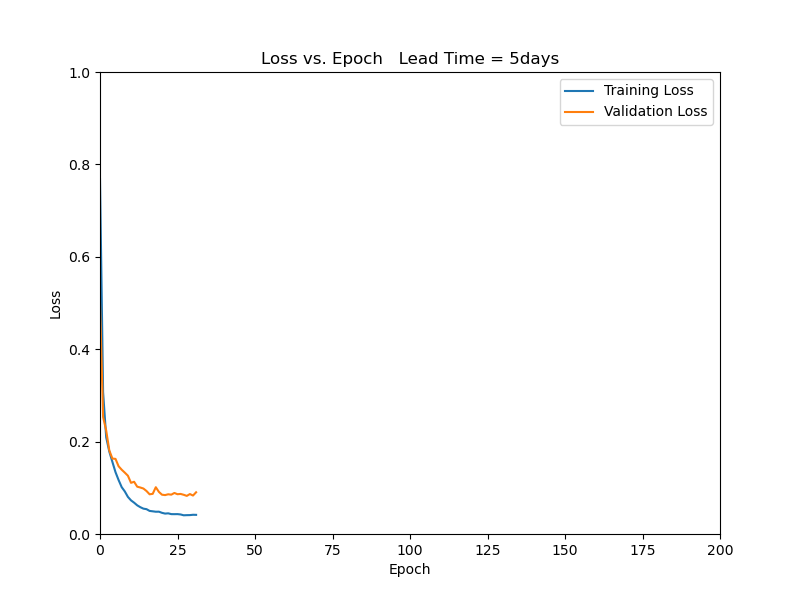 Loss vs. Epoch   Lead Time = 5days
Training Loss
Validation Loss
1.0
0.8
0.6
0.4
0.2
0.0
Loss
0 25 50 75 100 125 150 175 200
Epoch